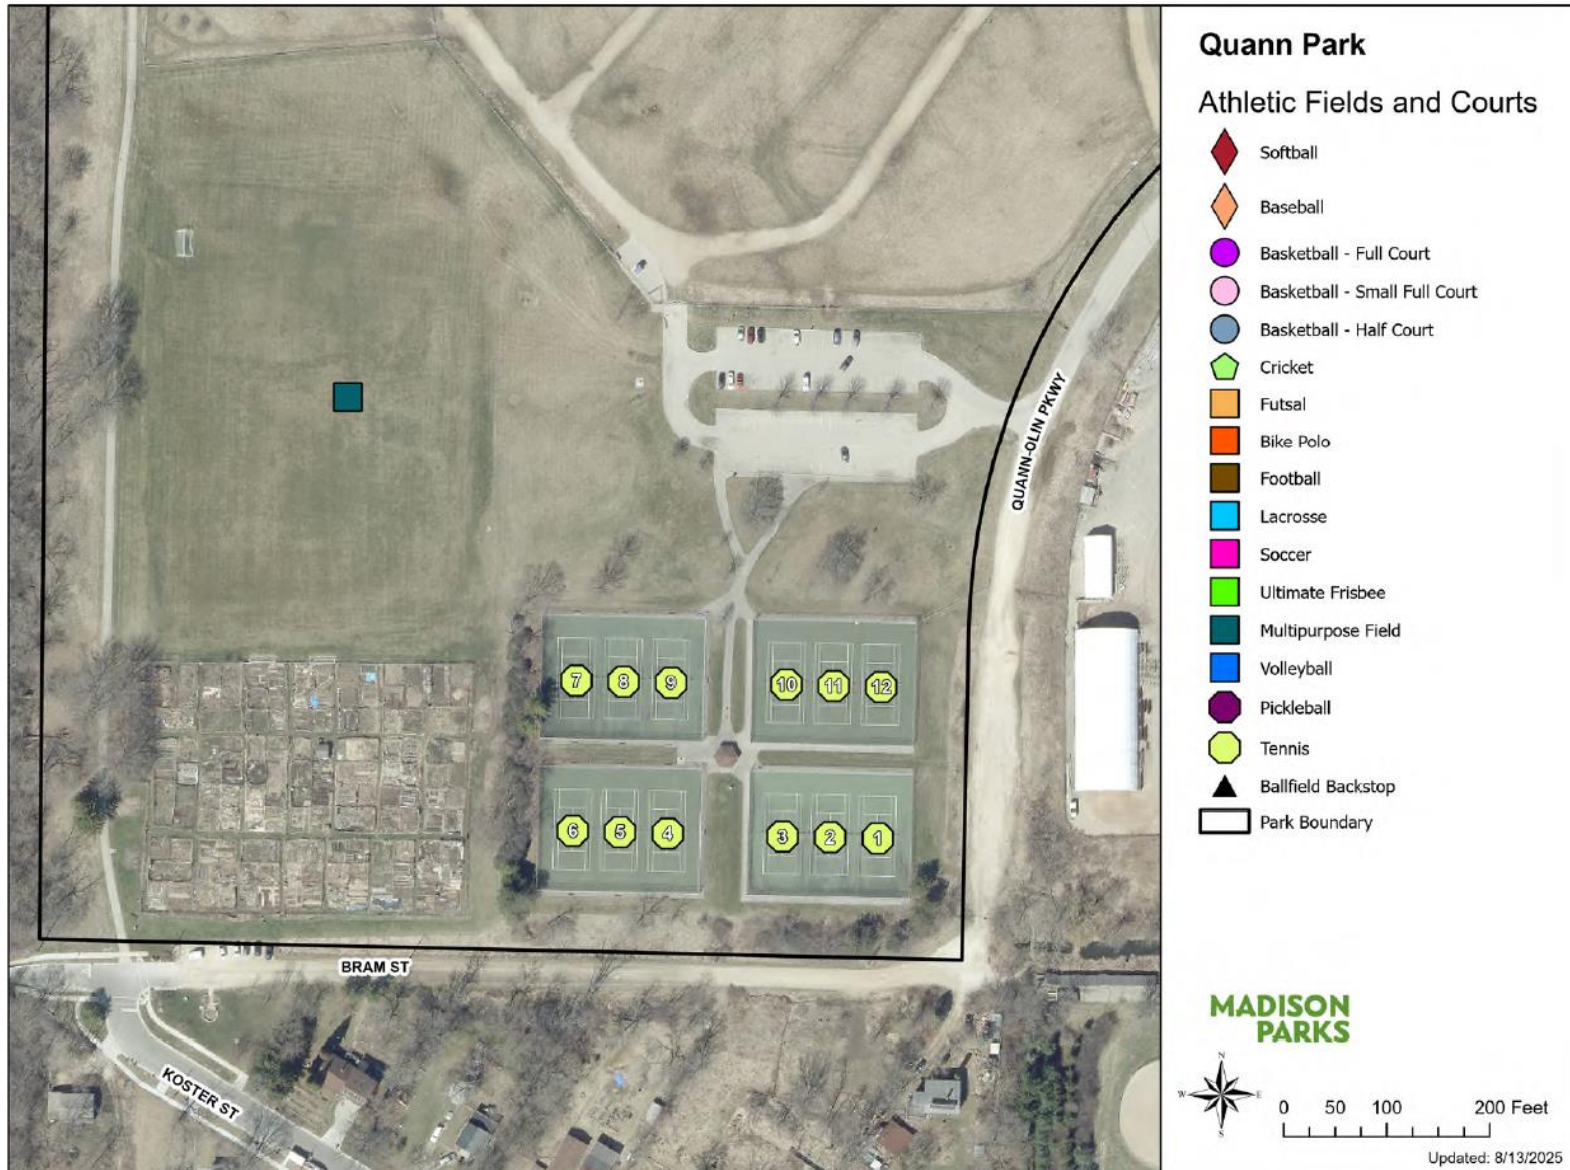 Quann Park
Athletic Fields and Courts
Softball
Baseball
Basketball - Full Court
Basketball - Small Full Court
Basketball - Half Court
Cricket
Futsal
Bike Polo
Football
Lacrosse
Soccer
Ultimate Frisbee
Multipurpose Field
Volleyball
Pickleball
Tennis
Ballfield Backstop
Park Boundary
QUANN-OLIN PKWY
7 8 9 10 11 12
6 5 4 3 2 1
BRAM ST
KOSTER ST
MADISON
PARKS
N
W E
S
0 50 100 200 Feet
Updated: 8/13/2025